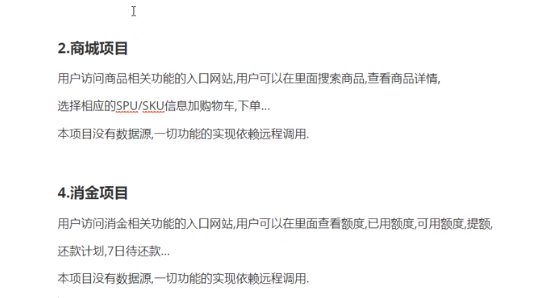 2.商城项目
用户访问商品相关功能的入口网站,用户可以在里面搜索商品,查看商品详情,
选择相应的SPU/SKU信息加购物车,下单...
本项目没有数据源,一切功能的实现依赖远程调用.
4.消金项目
用户访问消金相关功能的入口网站,用户可以在里面查看额度,已用额度,可用额度,提额,
还款计划,7日待还款...
本项目没有数据源,一切功能的实现依赖远程调用.